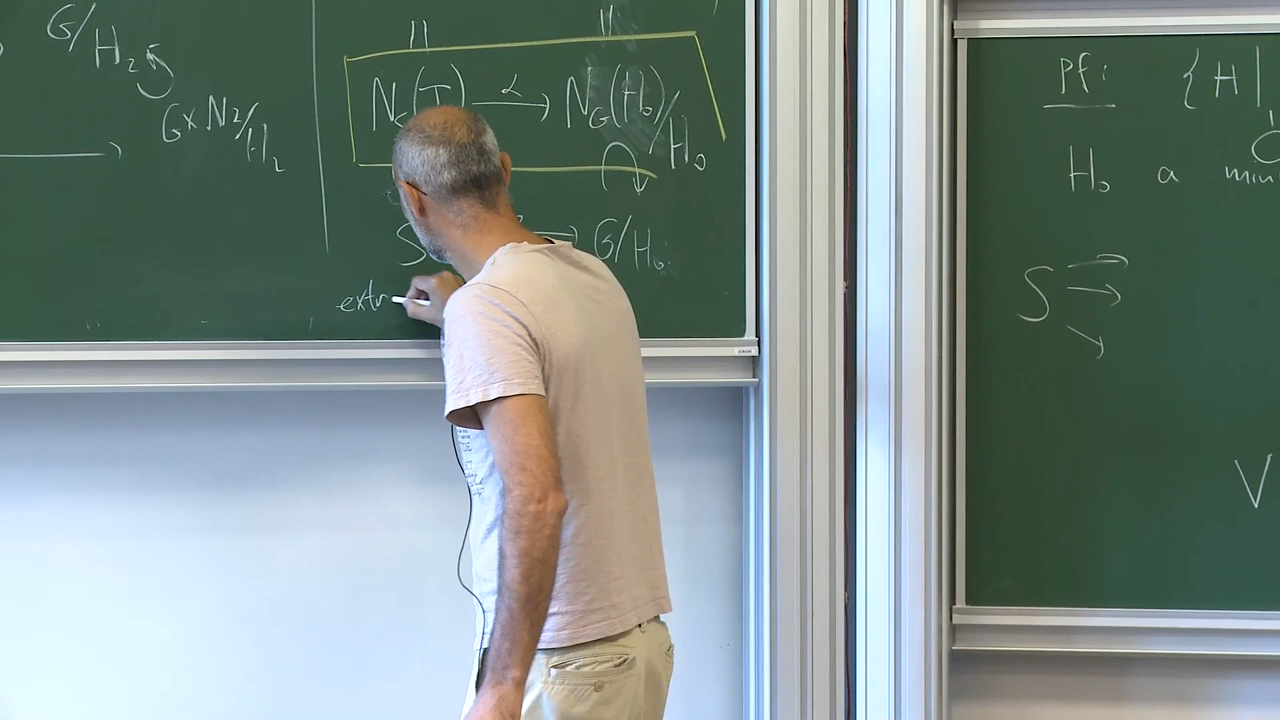 G/H₂
G×N₂/H₂
N_G(T) →^α N_G(H₀)/H₀
S → G/H₀
extr
Pf: {H|
H₀ a min
S
V